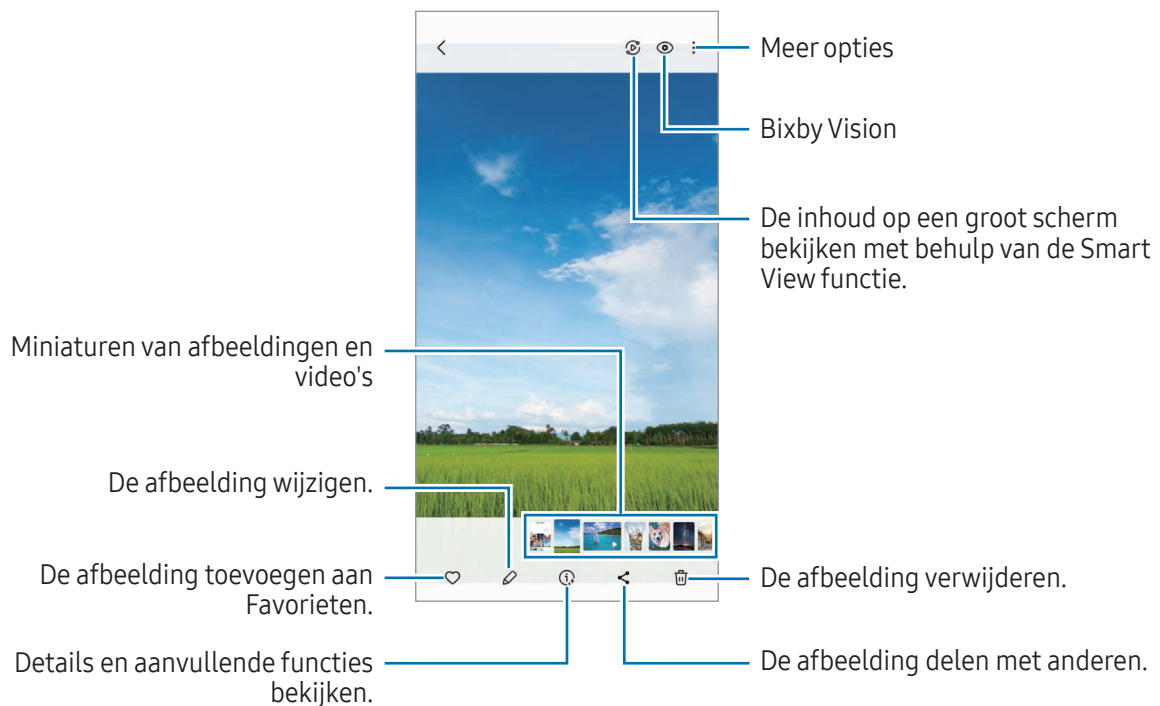 Meer opties
Bixby Vision
De inhoud op een groot scherm
bekijken met behulp van de Smart
View functie.
Miniaturen van afbeeldingen en
video's
De afbeelding wijzigen.
De afbeelding toevoegen aan
Favorieten.
De afbeelding verwijderen.
Details en aanvullende functies
bekijken.
De afbeelding delen met anderen.